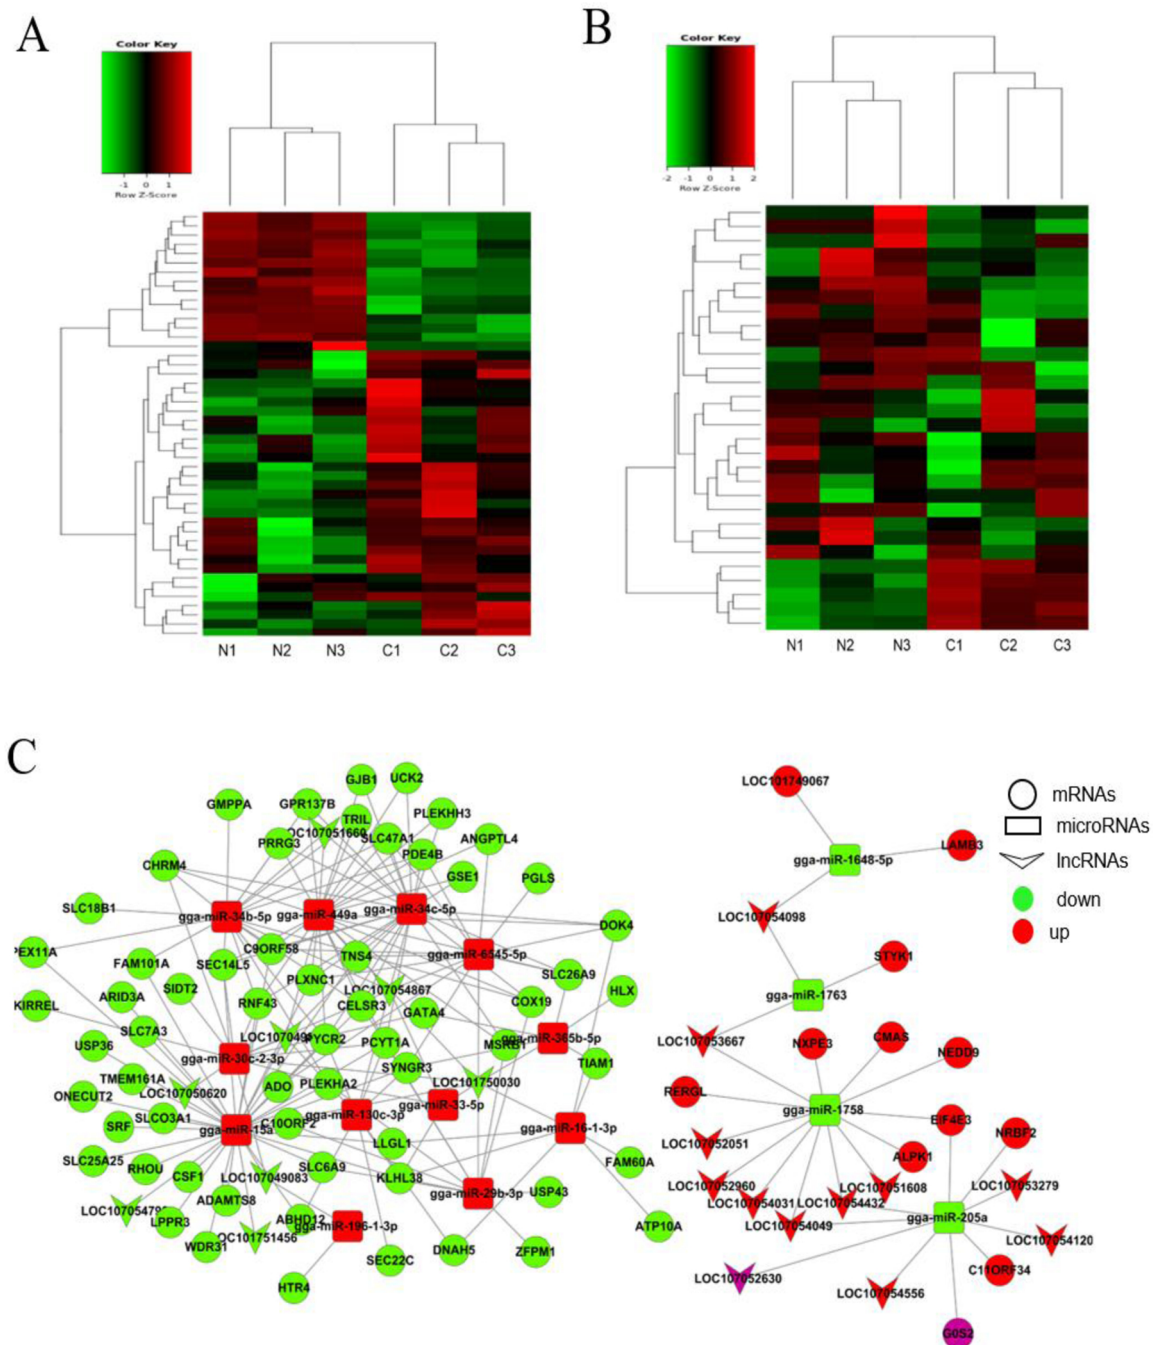 A
B
Color Key
-1 0 1
Row Z-Score
Color Key
-2 -1 0 1 2
Row Z-Score
N1 N2 N3 C1 C2 C3
N1 N2 N3 C1 C2 C3
C
GJB1
UCK2
GMPPA
GPR137B
TRIL
PLEKHH3
OC107051660
SLC47A1
ANGPTL4
PRRG3
PDE4B
CHRM4
GSE1
PGLS
SLC18B1
gga-miR-34b-5p
gga-miR-449a
gga-miR-34c-5p
DOK4
PEX11A
C9ORF58
TNS4
gga-miR-6545-5p
FAM101A
SEC14L5
SLC26A9
ARID3A
SIDT2
PLXNC1
LOC107054867
HLX
KIRREL
RNF43
CELSR3
COX19
GATA4
SLC7A3
LOC1070495
PYCR2
PCYT1A
MSRB1
gga-miR-365b-5p
USP36
gga-miR-30c-2-3p
SYNGR3
TIAM1
TMEM161A
LOC107050620
ADO
PLEKHA2
LOC101750030
ONECUT2
SLCO3A1
gga-miR-130c-3p
gga-miR-33-5p
SRF
gga-miR-15a
C10ORF2
gga-miR-16-1-3p
LLGL1
SLC25A25
RHOU
SLC6A9
FAM60A
CSF1
LOC107049083
KLHL38
gga-miR-29b-3p
USP43
LOC10705479
ADAMTS8
LPPR3
ABHD12
gga-miR-196-1-3p
ATP10A
WDR31
OC101751456
DNAH5
ZFPM1
SEC22C
HTR4
LOC101749067
gga-miR-1648-5p
LAMB3
LOC107054098
STYK1
gga-miR-1763
LOC107053667
NXPE3
CMAS
NEDD9
RERGL
gga-miR-1758
EIF4E3
NRBF2
LOC107052051
ALPK1
LOC107052960
LOC107051608
LOC107053279
LOC107054031
LOC107054432
LOC107054049
gga-miR-205a
LOC107054120
LOC107052630
C11ORF34
LOC107054556
G0S2
mRNAs
microRNAs
lncRNAs
down
up